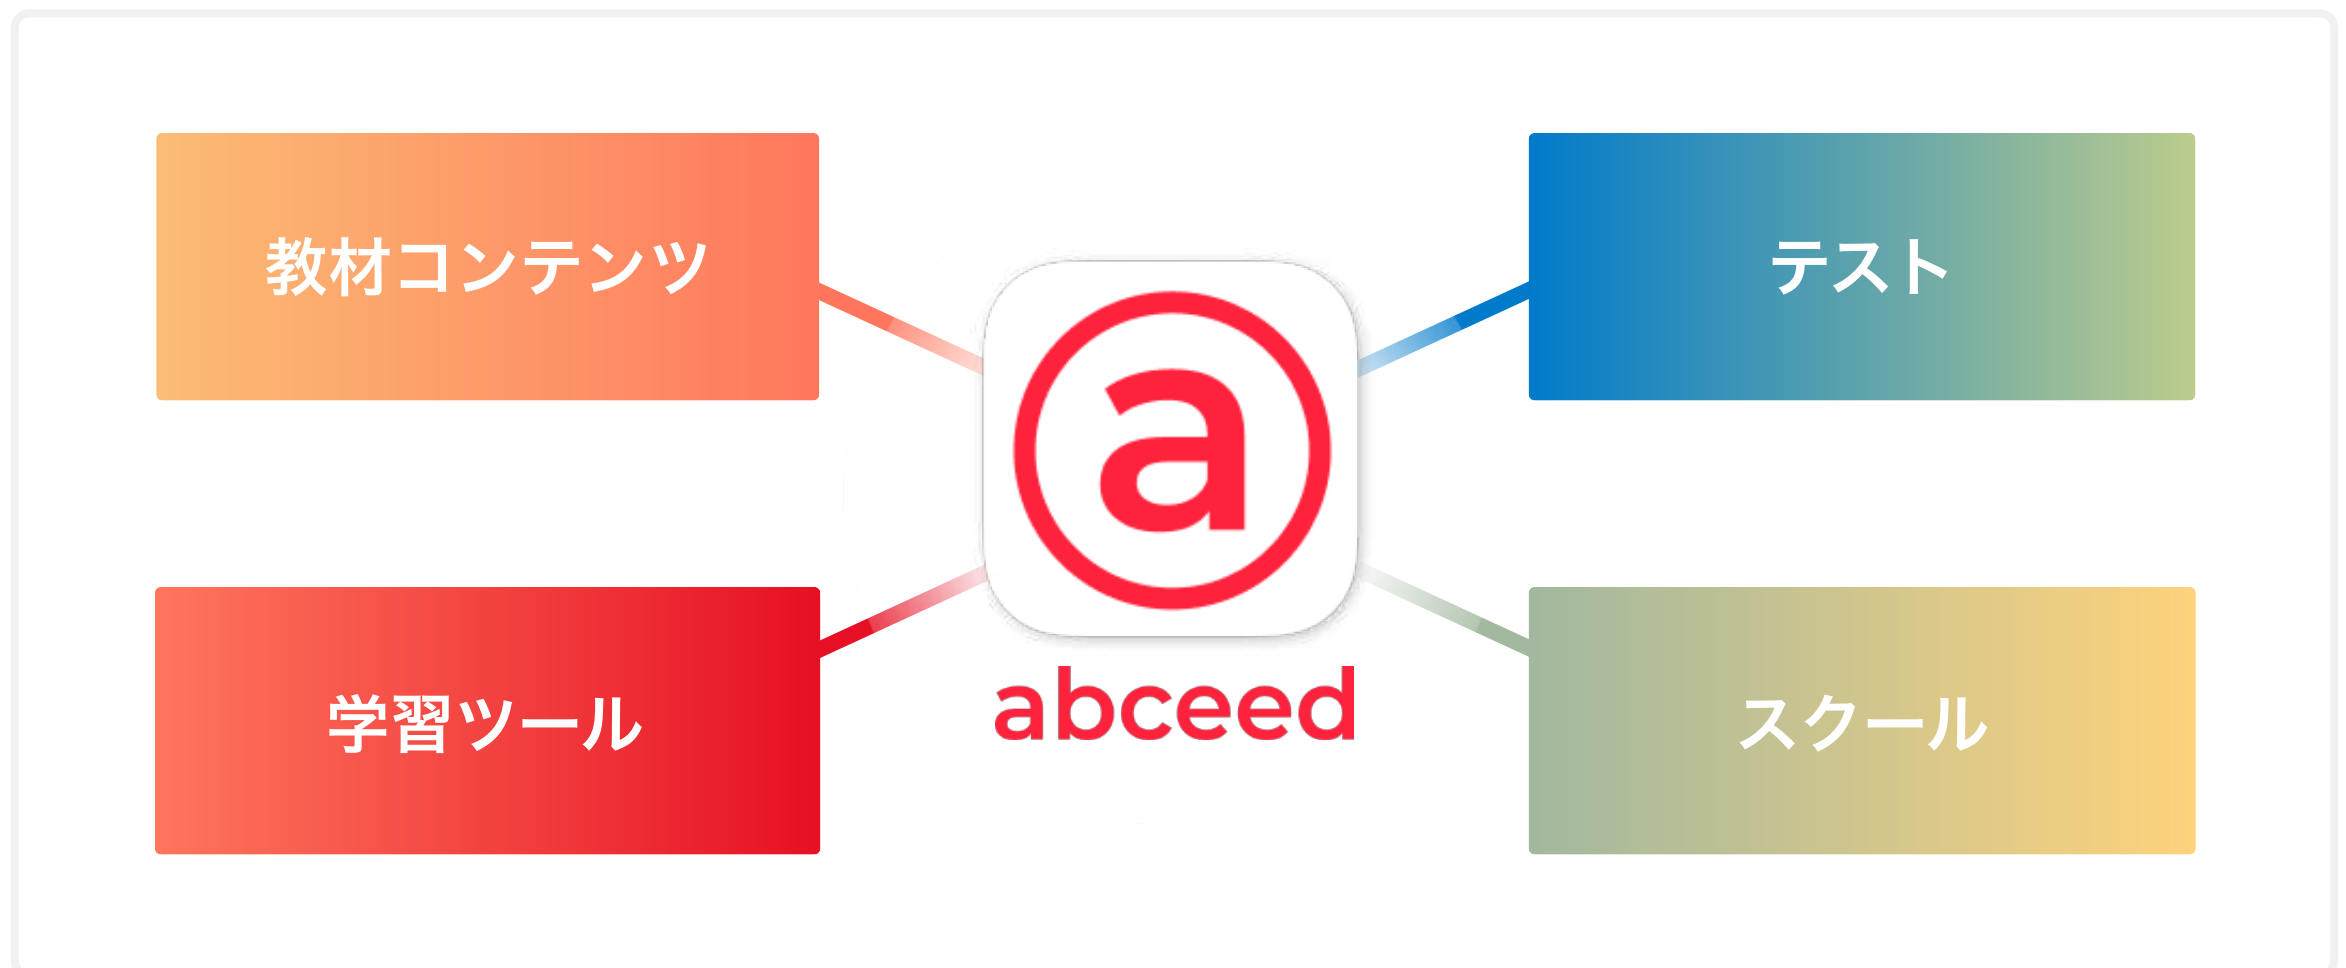 教材コンテンツ
テスト
a
abceed
学習ツール
スクール